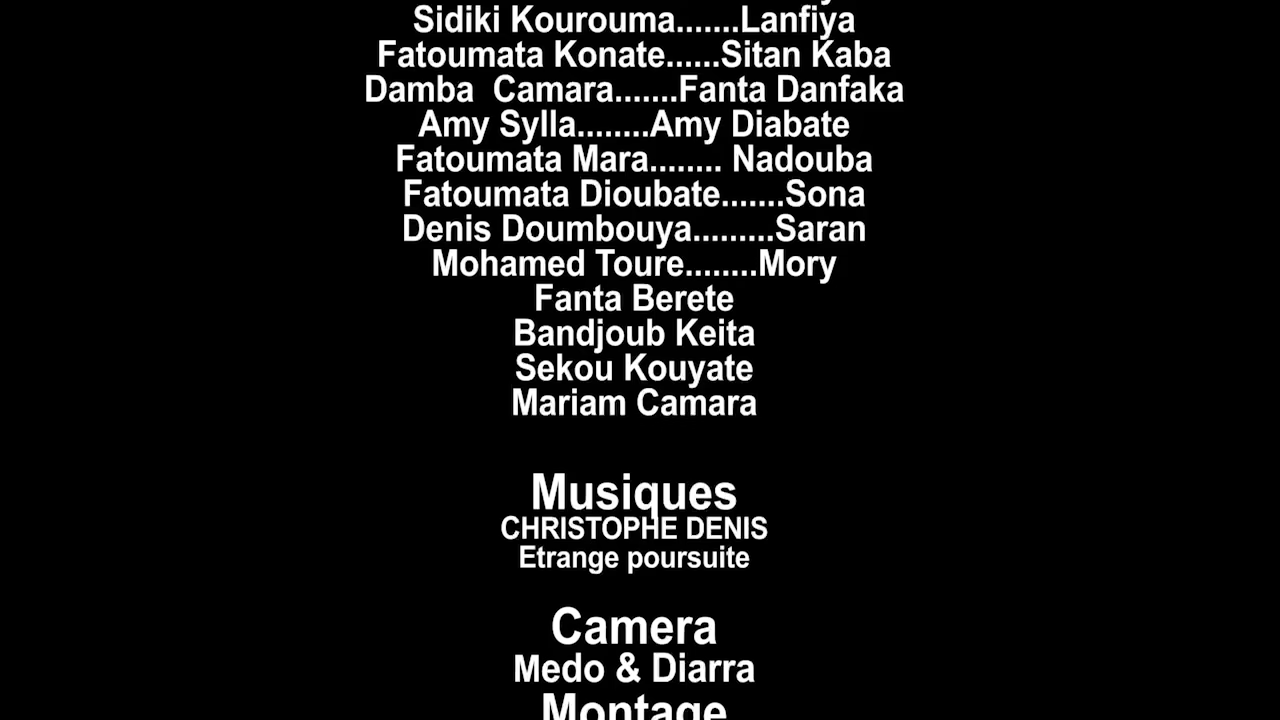 Sidiki Kourouma.......Lanfiya
Fatoumata Konate......Sitan Kaba
Damba  Camara.......Fanta Danfaka
Amy Sylla........Amy Diabate
Fatoumata Mara........ Nadouba
Fatoumata Dioubate.......Sona
Denis Doumbouya.........Saran
Mohamed Toure........Mory
Fanta Berete
Bandjoub Keita
Sekou Kouyate
Mariam Camara
Musiques
CHRISTOPHE DENIS
Etrange poursuite
Camera
Medo & Diarra
Montage